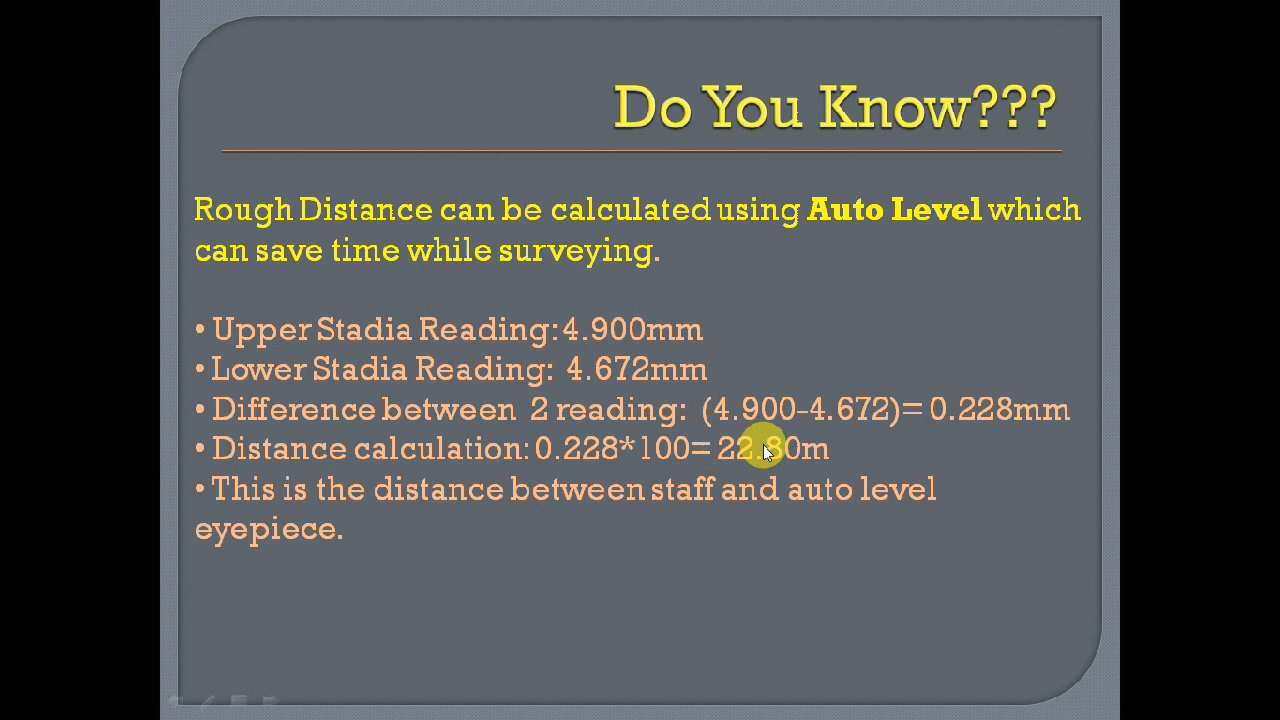 Do You Know???
Rough Distance can be calculated using Auto Level which
can save time while surveying.
• Upper Stadia Reading: 4.900mm
• Lower Stadia Reading: 4.672mm
• Difference between 2 reading: (4.900-4.672)= 0.228mm
• Distance calculation: 0.228*100= 22.80m
• This is the distance between staff and auto level
eyepiece.